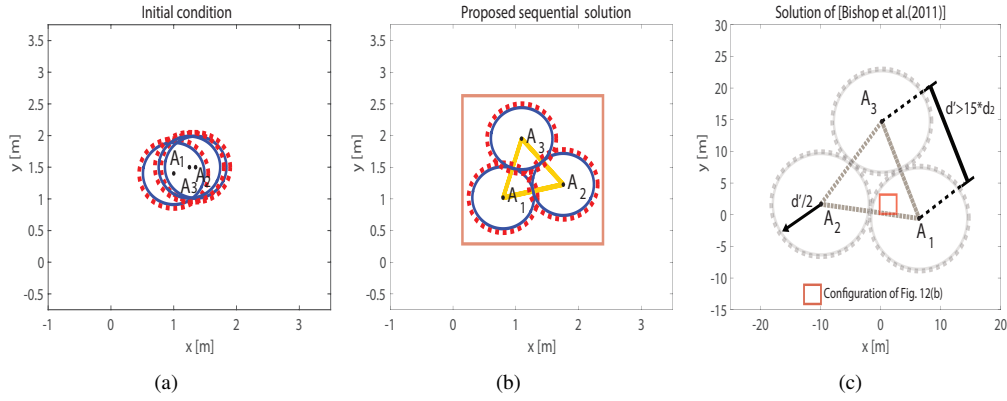 Initial condition
3.5
3
2.5
2
1.5
1
0.5
0
-0.5
y [m]
A1
A2
A3
-1
0
1
2
3
x [m]
(a)
Proposed sequential solution
3.5
3
2.5
2
1.5
1
0.5
0
-0.5
y [m]
A3
A1
A2
-1
0
1
2
3
x [m]
(b)
Solution of [Bishop et al.(2011)]
30
25
20
15
10
5
0
-5
-10
-15
y [m]
A3
d'>15*d2
d'/2
A2
A1
Configuration of Fig. 12(b)
-20
-10
0
10
20
x [m]
(c)